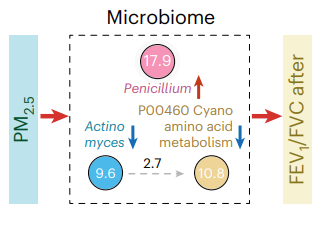 Microbiome
PM2.5
17.9
Penicillium
P00460 Cyano
amino acid
metabolism
Actino
myces
2.7
9.6
10.8
FEV1/FVC after